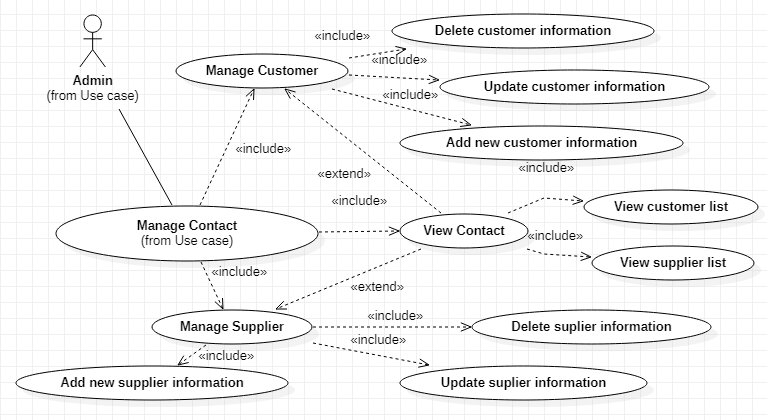 Delete customer information
«include»
«include»
Manage Customer
Admin
(from Use case)
Update customer information
«include»
Add new customer information
«include»
«include»
«extend»
«include»
View customer list
Manage Contact
(from Use case)
View Contact
«include»
View supplier list
«include»
«extend»
Manage Supplier
«include»
Delete suplier information
«include»
«include»
Add new supplier information
Update suplier information